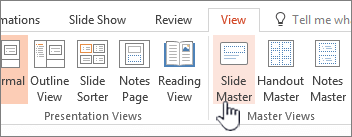 mations Slide Show Review View Tell me what
rmal Outline View Slide Sorter Notes Page Reading View Slide Master Handout Master Notes Master
Presentation Views Master Views